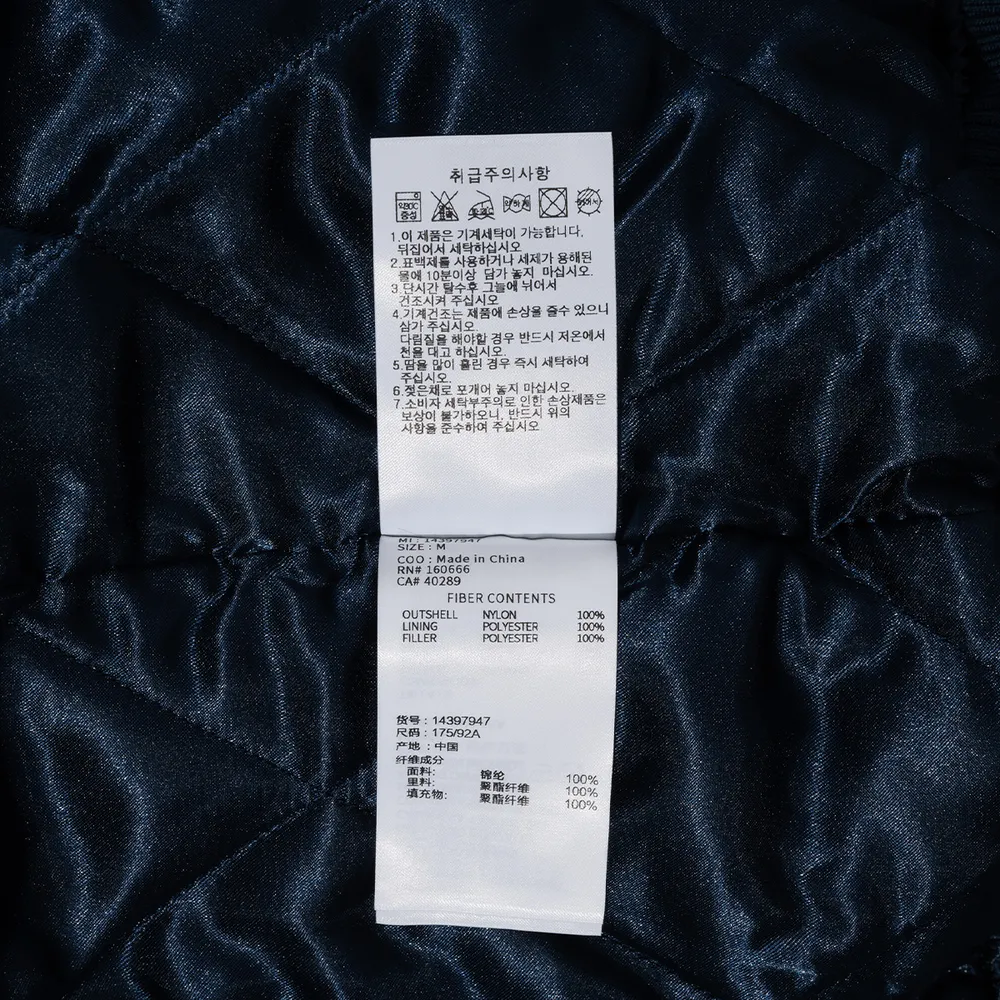 취급주의사항
약30℃
중성
약하게
1.이 제품은 기계세탁이 가능합니다.
뒤집어서 세탁하십시오
2.표백제를 사용하거나 세제가 용해된
물에 10분이상 담가 놓지 마십시오.
3.단시간 탈수후 그늘에 뉘어서
건조시켜 주십시오
4.기계건조는 제품에 손상을 줄수 있으니
삼가 주십시오.
다림질을 해야할 경우 반드시 저온에서
천을 대고 하십시오.
5.땀을 많이 흘린 경우 즉시 세탁하여
주십시오.
6.젖은채로 포개어 놓지 마십시오.
7.소비자 세탁부주의로 인한 손상제품은
보상이 불가하오니, 반드시 위의
사항을 준수하여 주십시오
14397947
SIZE : M
COO : Made in China
RN# 160666
CA# 40289
FIBER CONTENTS
OUTSHELL NYLON 100%
LINING POLYESTER 100%
FILLER POLYESTER 100%
货号 : 14397947
尺码 : 175/92A
产地 : 中国
纤维成分
面料: 锦纶 100%
里料: 聚酯纤维 100%
填充物: 聚酯纤维 100%